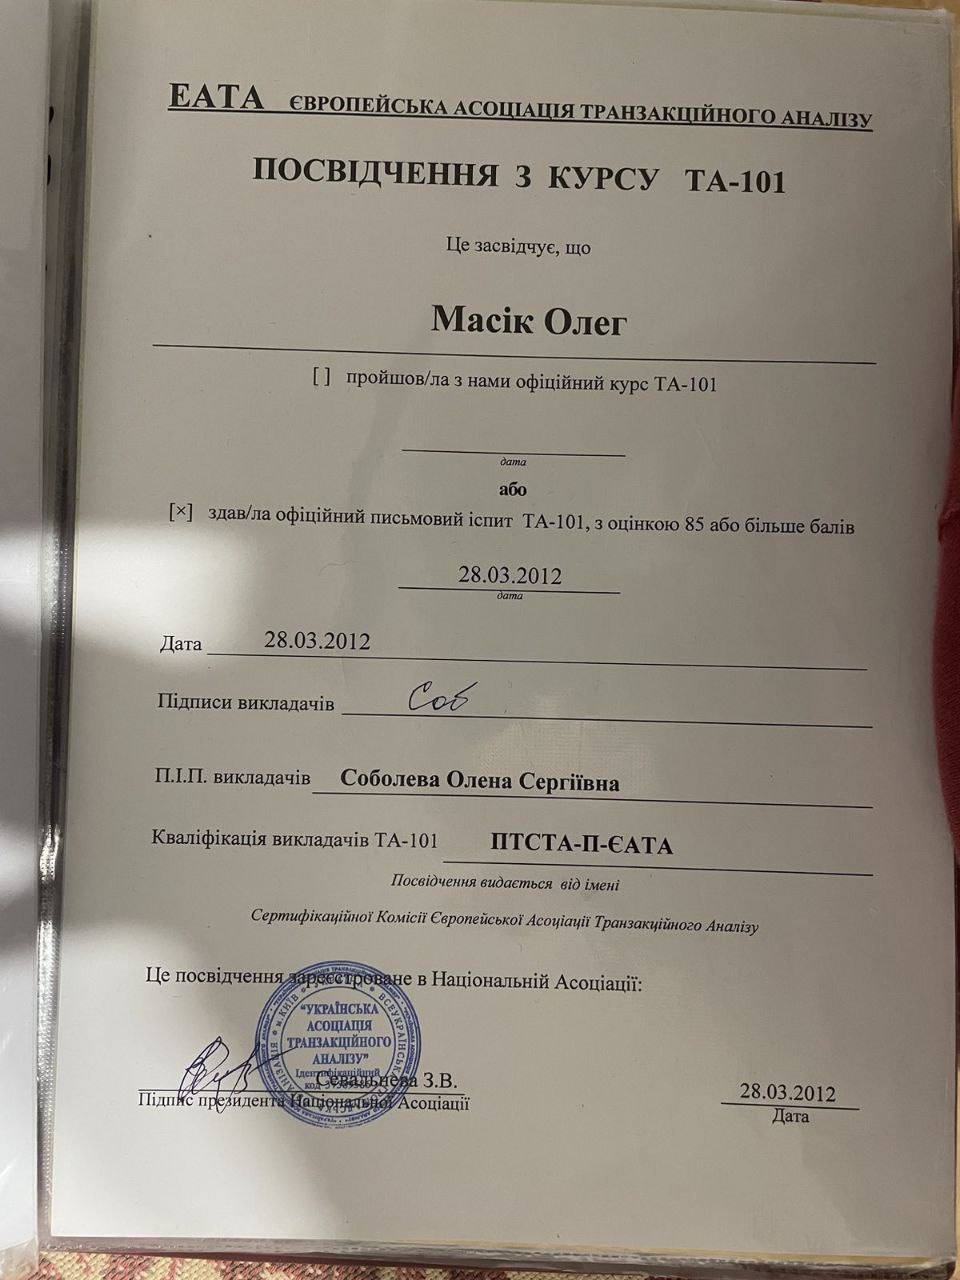 ЕАТА ЄВРОПЕЙСЬКА АСОЦІАЦІЯ ТРАНЗАКЦІЙНОГО АНАЛІЗУ
ПОСВІДЧЕННЯ З КУРСУ ТА-101
Це засвідчує, що
Масік Олег
[ ] пройшов/ла з нами офіційний курс ТА-101
дата
або
[×] здав/ла офіційний письмовий іспит ТА-101, з оцінкою 85 або більше балів
28.03.2012
дата
Дата 28.03.2012
Підписи викладачів Соб
П.І.П. викладачів Соболева Олена Сергіївна
Кваліфікація викладачів ТА-101 ПТСТА-П-ЄАТА
Посвідчення видається від імені
Сертифікаційної Комісії Європейської Асоціації Транзакційного Аналізу
Це посвідчення зареєстроване в Національній Асоціації:
"УКРАЇНСЬКА
АСОЦІАЦІЯ
ТРАНЗАКЦІЙНОГО
АНАЛІЗУ"
Ідентифікаційний
код
м. КИЇВ
Севальнева З.В.
Підпис президента Національної Асоціації
28.03.2012
Дата